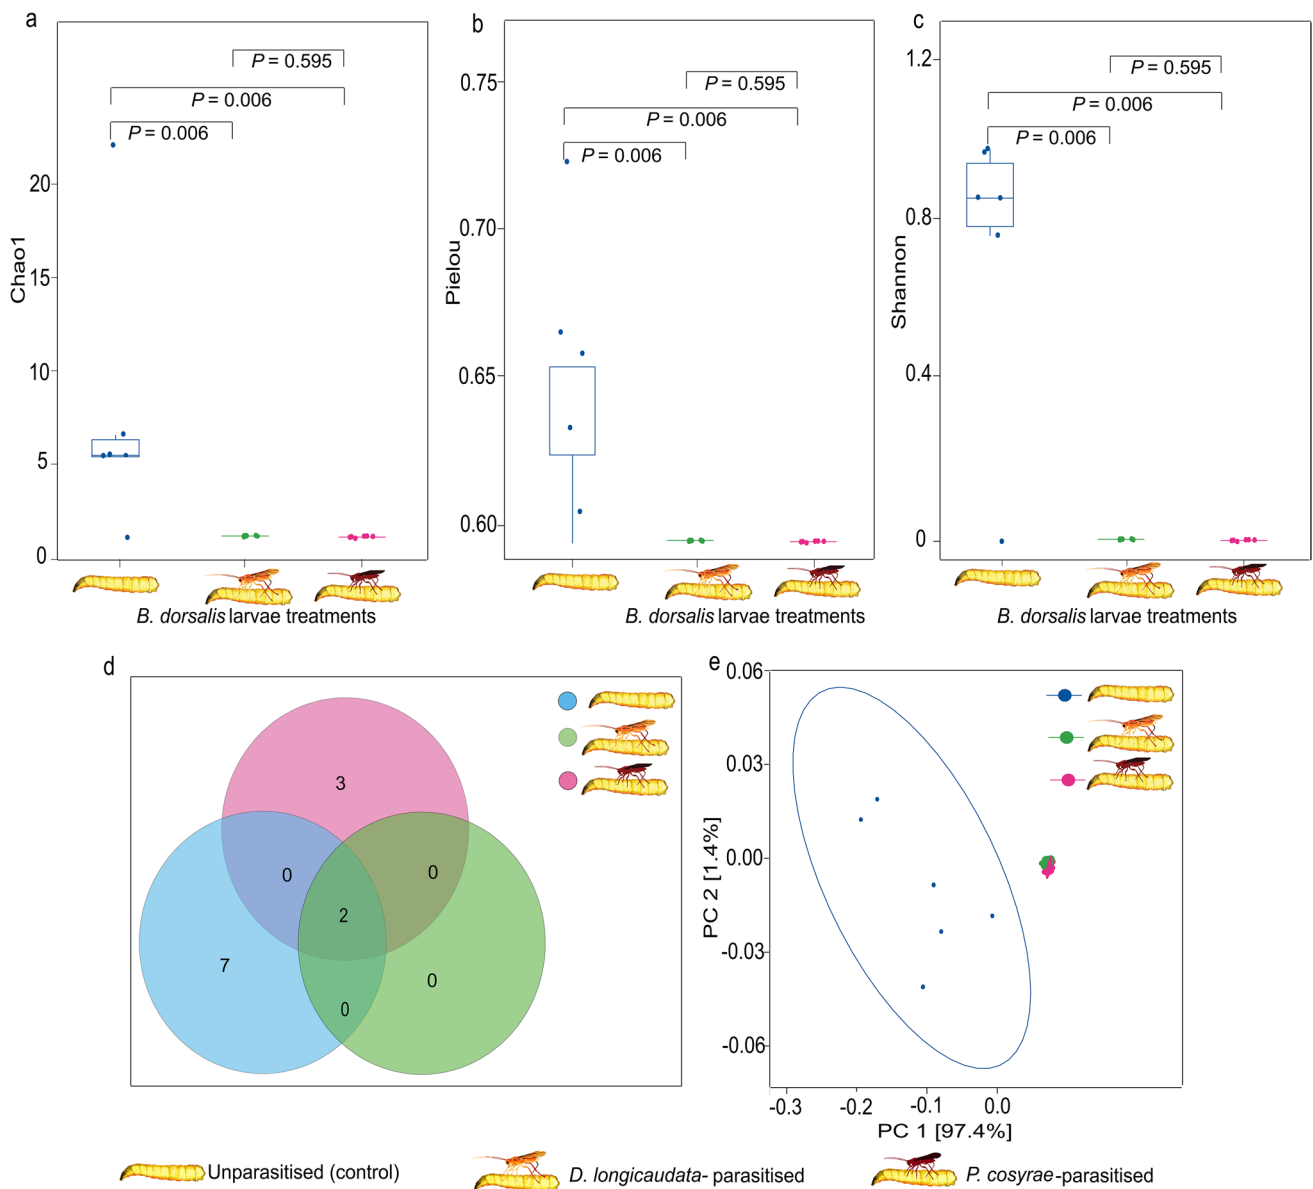 a
P = 0.595
P = 0.006
P = 0.006
20
15
10
5
0
Chao1
B. dorsalis larvae treatments
b
P = 0.595
P = 0.006
P = 0.006
0.75
0.70
0.65
0.60
Pielou
B. dorsalis larvae treatments
c
P = 0.595
P = 0.006
P = 0.006
1.2
0.8
0.4
0
Shannon
B. dorsalis larvae treatments
d
3
0
0
2
7
0
0
e
0.06
0.03
0.00
-0.03
-0.06
PC 2 [1.4%]
-0.3 -0.2 -0.1 0.0
PC 1 [97.4%]
Unparasitised (control)
D. longicaudata- parasitised
P. cosyrae-parasitised